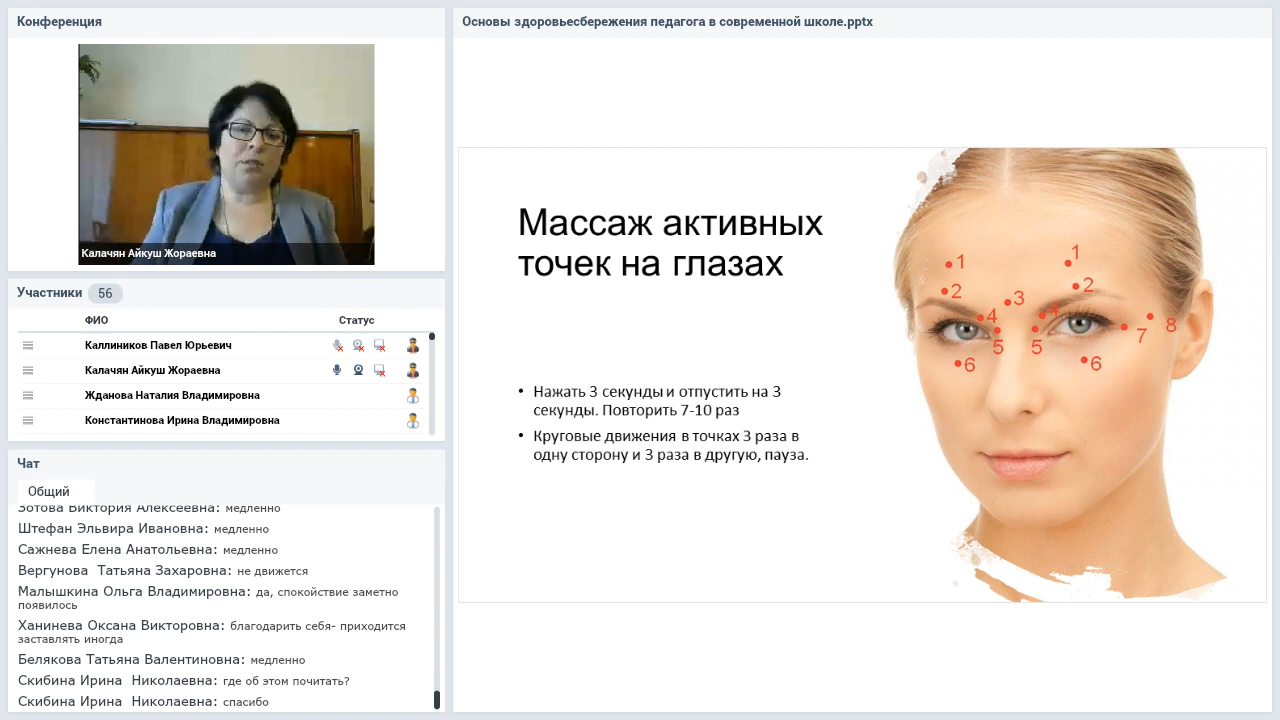 Конференция
Калачян Айкуш Жораевна
Участники 56
ФИО Статус
Каллиников Павел Юрьевич
Калачян Айкуш Жораевна
Жданова Наталия Владимировна
Константинова Ирина Владимировна
Чат
Общий
Зотова Виктория Алексеевна: медленно
Штефан Эльвира Ивановна: медленно
Сажнева Елена Анатольевна: медленно
Вергунова Татьяна Захаровна: не движется
Малышкина Ольга Владимировна: да, спокойствие заметно
появилось
Ханинева Оксана Викторовна: благодарить себя- приходится
заставлять иногда
Белякова Татьяна Валентиновна: медленно
Скибина Ирина Николаевна: где об этом почитать?
Скибина Ирина Николаевна: спасибо
Основы здоровьесбережения педагога в современной школе.pptx
Массаж активных
точек на глазах
• Нажать 3 секунды и отпустить на 3
секунды. Повторить 7-10 раз
• Круговые движения в точках 3 раза в
одну сторону и 3 раза в другую, пауза.
1 1
2 2
3
4 4
5 5
6 6
7
8